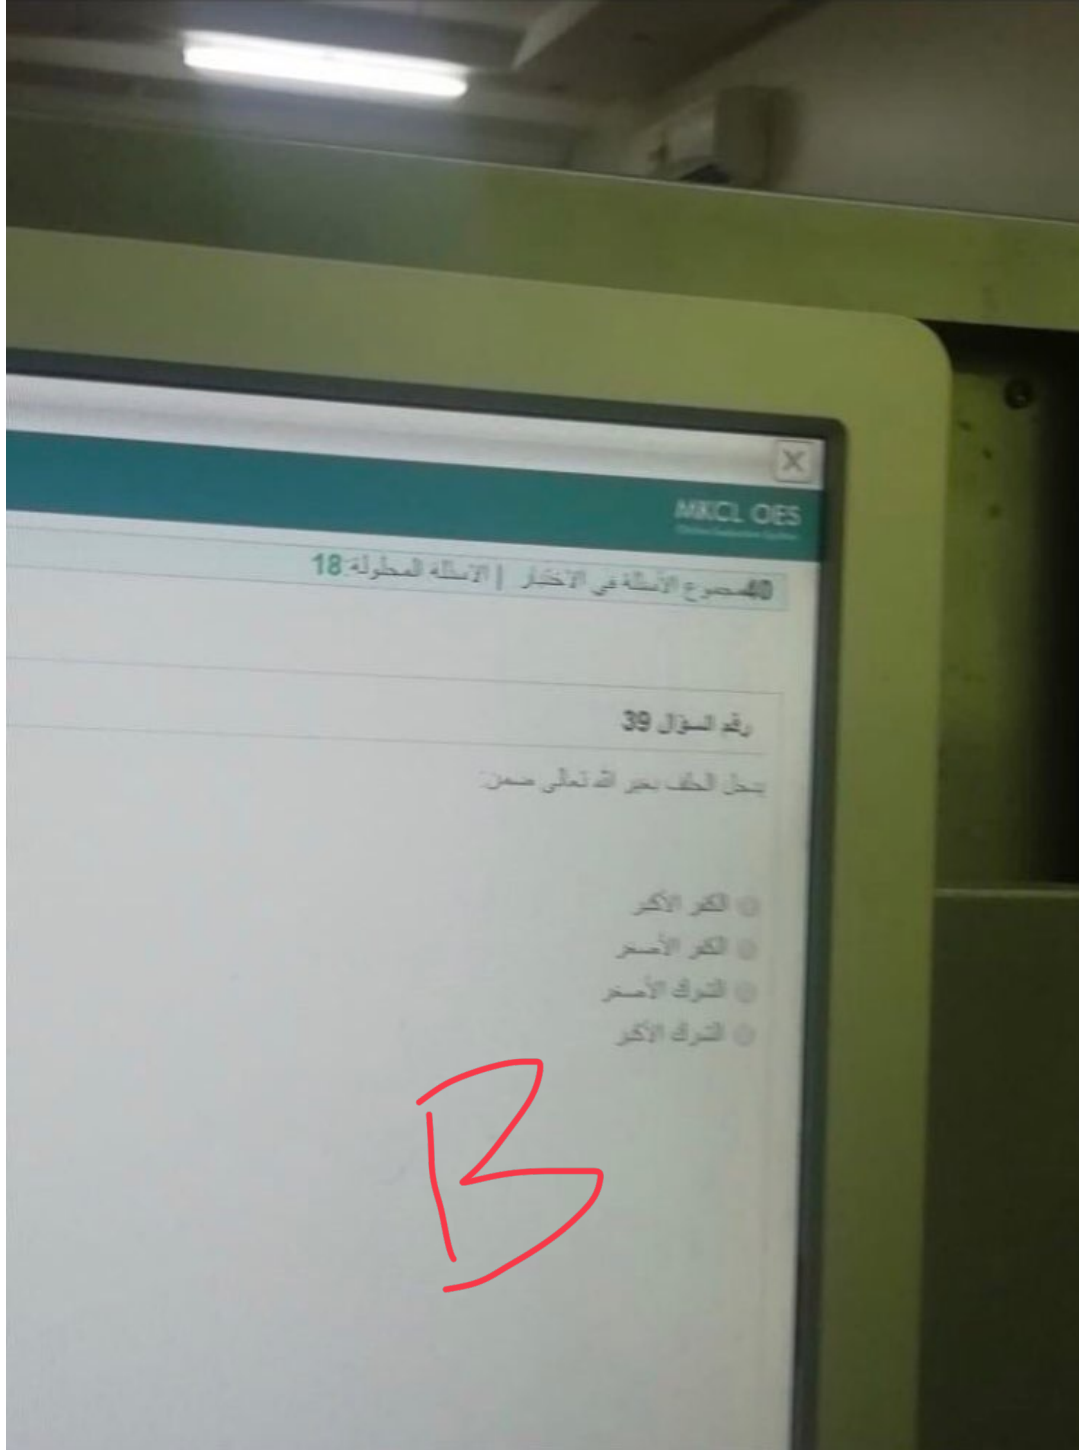 MKCL OES
40مجموع الأسئلة في الاختبار | الاسئلة المحلولة:18
رقم السؤال 39
يدخل الحلف بغير الله تعالى ضمن:
الكفر الأكبر
الكفر الأصغر
الشرك الأصغر
الشرك الأكبر
B